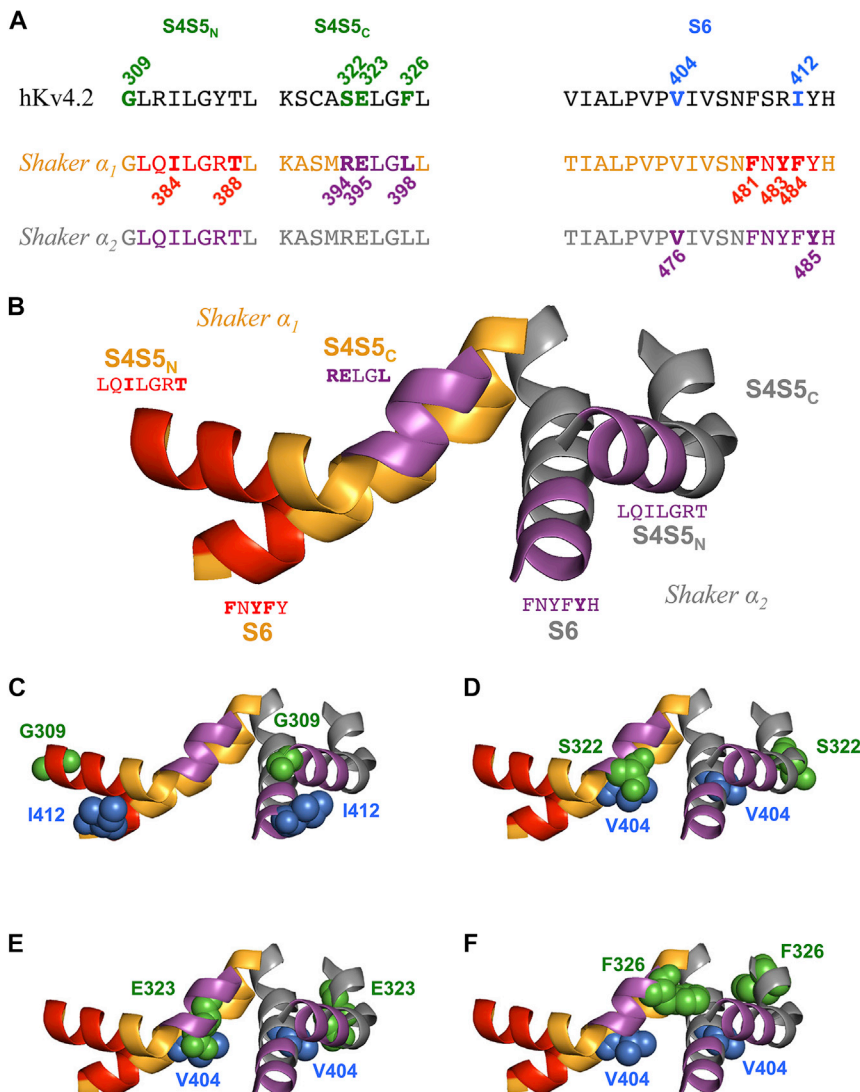 A
S4S5N S4S5C S6
309 322 323 326 404 412
hKv4.2 GLRILGYTL KSCASELGFL VIALPVPVIVSNFSRIYH
Shaker α1 GLQILGRTL KASMRELGLL TIALPVPVIVSNFNYFYH
384 388 394 395 398 481 483 484
Shaker α2 GLQILGRTL KASMRELGLL TIALPVPVIVSNFNYFYH
476 485
B
Shaker α1
S4S5N
LQILGRT
S4S5C
RELGL
S4S5C
LQILGRT
S4S5N
FNYFY
S6
FNYFYH
S6
Shaker α2
C
G309 G309
I412 I412
D
S322 S322
V404 V404
E
E323 E323
V404 V404
F
F326 F326
V404 V404